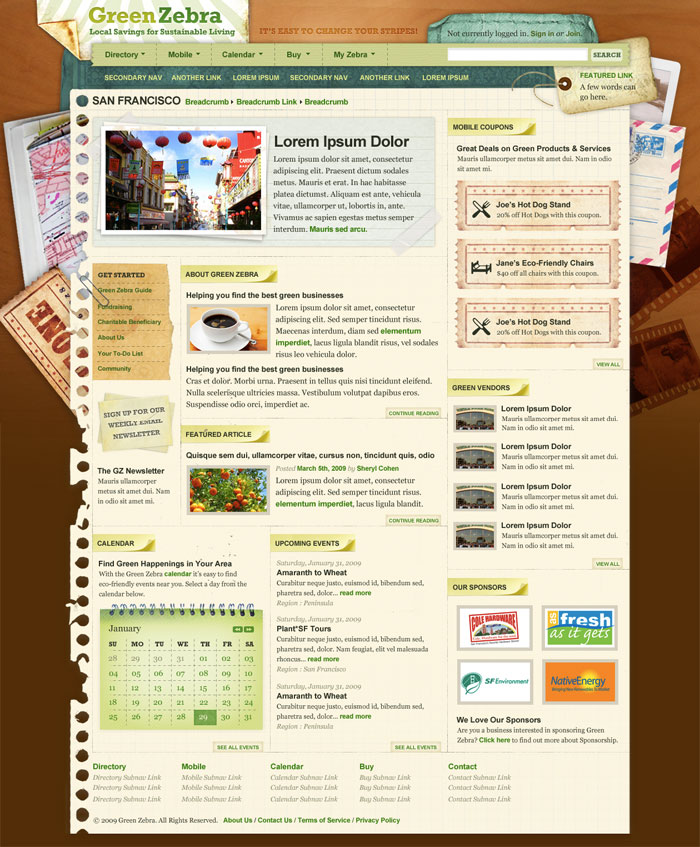 GreenZebra
Local Savings for Sustainable Living
IT'S EASY TO CHANGE YOUR STRIPES!
Not currently logged in. Sign in or Join.
Directory Mobile Calendar Buy My Zebra
SEARCH
SECONDARY NAV ANOTHER LINK LOREM IPSUM SECONDARY NAV ANOTHER LINK LOREM IPSUM
FEATURED LINK
A few words can
go here.
SAN FRANCISCO Breadcrumb Breadcrumb Link Breadcrumb
Lorem Ipsum Dolor
Lorem ipsum dolor sit amet, consectetur
adipiscing elit. Praesent dictum sodales
metus. Mauris et erat. In hac habitasse
platea dictumst. Aliquam est ante, vehicula
vitae, ullamcorper ut, lobortis in, ante.
Vivamus ac sapien egestas metus semper
interdum. Mauris sed arcu.
MOBILE COUPONS
Great Deals on Green Products & Services
Mauris ullamcorper metus sit amet dui. Nam in odio
sit amet mi.
Joe's Hot Dog Stand
20% off Hot Dogs with this coupon.
Jane's Eco-Friendly Chairs
$40 off all chairs with this coupon.
Joe's Hot Dog Stand
20% off Hot Dogs with this coupon.
VIEW ALL
GET STARTED
Green Zebra Guide
Fundraising
Charitable Beneficiary
About Us
Your To-Do List
Community
SIGN UP FOR OUR
WEEKLY EMAIL
NEWSLETTER
The GZ Newsletter
Mauris ullamcorper
metus sit amet dui. Nam
in odio sit amet mi.
ABOUT GREEN ZEBRA
Helping you find the best green businesses
Lorem ipsum dolor sit amet, consectetur
adipiscing elit. Sed semper tincidunt risus.
Maecenas interdum, diam sed elementum
imperdiet, lacus ligula blandit risus, vel sodales
risus leo vehicula dolor.
Helping you find the best green businesses
Cras et dolor. Morbi urna. Praesent in tellus quis nisi tincidunt eleifend.
Nulla scelerisque ultricies massa. Vestibulum volutpat dapibus eros.
Suspendisse odio orci, imperdiet ac.
CONTINUE READING
FEATURED ARTICLE
Quisque sem dui, ullamcorper vitae, cursus non, tincidunt quis, odio
Posted March 5th, 2009 by Sheryl Cohen
Lorem ipsum dolor sit amet, consectetur
adipiscing elit. Sed semper tincidunt risus.
elementum imperdiet, lacus ligula blandit.
CONTINUE READING
GREEN VENDORS
Lorem Ipsum Dolor
Mauris ullamcorper metus sit amet dui.
Nam in odio sit amet mi.
Lorem Ipsum Dolor
Mauris ullamcorper metus sit amet dui.
Nam in odio sit amet mi.
Lorem Ipsum Dolor
Mauris ullamcorper metus sit amet dui.
Nam in odio sit amet mi.
Lorem Ipsum Dolor
Mauris ullamcorper metus sit amet dui.
Nam in odio sit amet mi.
VIEW ALL
CALENDAR
Find Green Happenings in Your Area
With the Green Zebra calendar it's easy to find
eco-friendly events near you. Select a day from the
calendar below.
January
SU MO TU WE TH FR SA
28 29 30 31 01 02 03
04 05 06 07 08 09 10
11 12 13 14 15 16 17
18 19 20 21 22 23 24
25 26 27 28 29 30 31
SEE ALL EVENTS
UPCOMING EVENTS
Saturday, January 31, 2009
Amaranth to Wheat
Curabitur neque justo, euismod id, bibendum sed,
pharetra sed, dolor... read more
Region : Peninsula
Saturday, January 31, 2009
Plant*SF Tours
Curabitur neque justo, euismod id, bibendum sed,
pharetra sed, dolor. Nam feugiat, elit vel malesuada
rhoncus... read more
Region : San Francisco
Saturday, January 31, 2009
Amaranth to Wheat
Curabitur neque justo, euismod id, bibendum sed,
pharetra sed, dolor... read more
Region : Peninsula
SEE ALL EVENTS
OUR SPONSORS
COLE HARDWARE
as fresh
as it gets
SF Environment
NativeEnergy
We Love Our Sponsors
Are you a business interested in sponsoring Green
Zebra? Click here to find out more about Sponsorship.
Directory Mobile Calendar Buy Contact
Directory Subnav Link Mobile Subnav Link Calendar Subnav Link Buy Subnav Link Contact Subnav Link
Directory Subnav Link Mobile Subnav Link Calendar Subnav Link Buy Subnav Link Contact Subnav Link
Directory Subnav Link Mobile Subnav Link Calendar Subnav Link Buy Subnav Link Contact Subnav Link
© 2009 Green Zebra. All Rights Reserved. About Us / Contact Us / Terms of Service / Privacy Policy